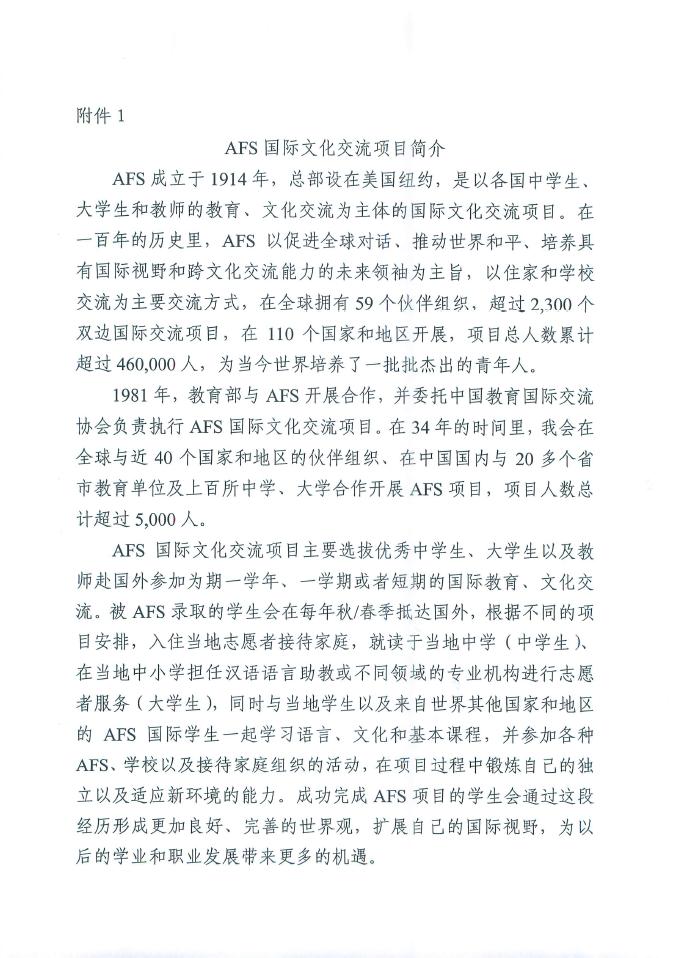 附件 1
AFS 国际文化交流项目简介
AFS 成立于 1914 年，总部设在美国纽约，是以各国中学生、
大学生和教师的教育、文化交流为主体的国际文化交流项目。在
一百年的历史里，AFS 以促进全球对话、推动世界和平、培养具
有国际视野和跨文化交流能力的未来领袖为主旨，以住家和学校
交流为主要交流方式，在全球拥有 59 个伙伴组织，超过 2,300 个
双边国际交流项目，在 110 个国家和地区开展，项目总人数累计
超过 460,000 人，为当今世界培养了一批批杰出的青年人。
1981 年，教育部与 AFS 开展合作，并委托中国教育国际交流
协会负责执行 AFS 国际文化交流项目。在 34 年的时间里，我会在
全球与近 40 个国家和地区的伙伴组织、在中国国内与 20 多个省
市教育单位及上百所中学、大学合作开展 AFS 项目，项目人数总
计超过 5,000 人。
AFS 国际文化交流项目主要选拔优秀中学生、大学生以及教
师赴国外参加为期一学年、一学期或者短期的国际教育、文化交
流。被 AFS 录取的学生会在每年秋/春季抵达国外，根据不同的项
目安排，入住当地志愿者接待家庭，就读于当地中学（中学生）、
在当地中小学担任汉语语言助教或不同领域的专业机构进行志愿
者服务（大学生），同时与当地学生以及来自世界其他国家和地区
的 AFS 国际学生一起学习语言、文化和基本课程，并参加各种
AFS、学校以及接待家庭组织的活动，在项目过程中锻炼自己的独
立以及适应新环境的能力。成功完成 AFS 项目的学生会通过这段
经历形成更加良好、完善的世界观，扩展自己的国际视野，为以
后的学业和职业发展带来更多的机遇。